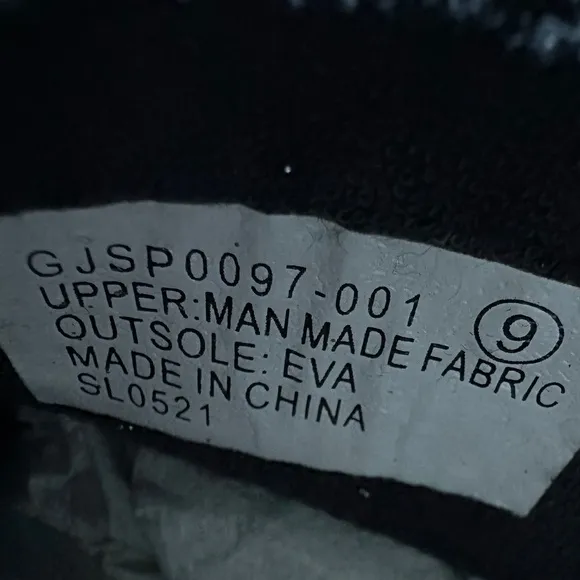 GJSP0097-001
UPPER:MAN MADE FABRIC
OUTSOLE: EVA
MADE IN CHINA
SL0521
9